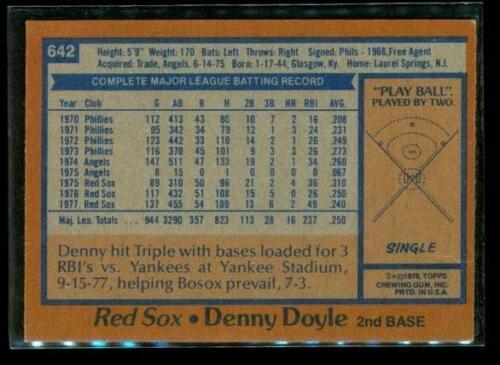 642
Height: 5'9" Weight: 170 Bats: Left Throws: Right Signed: Phils - 1966, Free Agent
Acquired: Trade, Angels, 6-14-75 Born: 1-17-44, Glasgow, Ky. Home: Laurel Springs, N.J.
COMPLETE MAJOR LEAGUE BATTING RECORD
Year Club G AB R H 2B 3B HR RBI AVG.
1970 Phillies 112 413 43 86 10 7 2 16 .208
1971 Phillies 95 342 34 79 12 1 3 24 .231
1972 Phillies 123 442 33 110 14 2 1 26 .249
1973 Phillies 116 370 45 101 9 3 3 26 .273
1974 Angels 147 511 47 133 19 2 1 34 .260
1975 Angels 8 15 0 1 0 0 0 1 .067
1975 Red Sox 89 310 50 96 21 2 4 36 .310
1976 Red Sox 117 432 51 108 15 5 0 26 .250
1977 Red Sox 137 455 54 109 13 6 2 49 .240
Maj. Lea. Totals 944 3290 357 823 113 28 16 237 .250
"PLAY BALL"
PLAYED BY TWO.
SINGLE
Denny hit Triple with bases loaded for 3
RBI's vs. Yankees at Yankee Stadium,
9-15-77, helping Bosox prevail, 7-3.
D★©1978, TOPPS
CHEWING GUM, INC.
PRTD. IN U.S.A.
Red Sox • Denny Doyle 2nd BASE